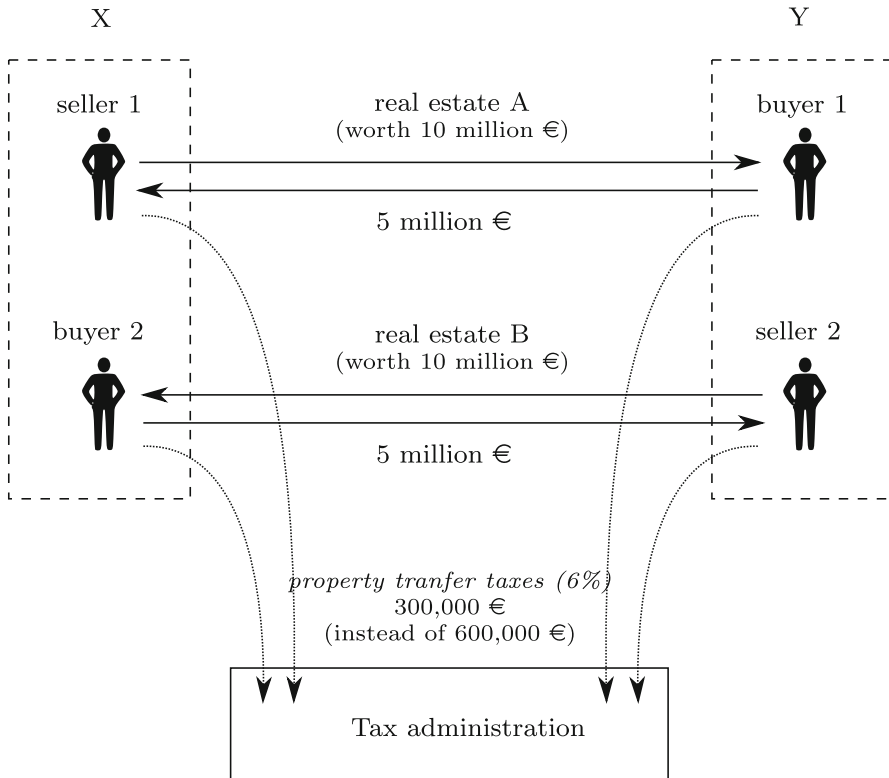 X
Y
seller 1
real estate A
buyer 1
(worth 10 million €)
5 million €
buyer 2
real estate B
seller 2
(worth 10 million €)
5 million €
property tranfer taxes (6%)
300,000 €
(instead of 600,000 €)
Tax administration